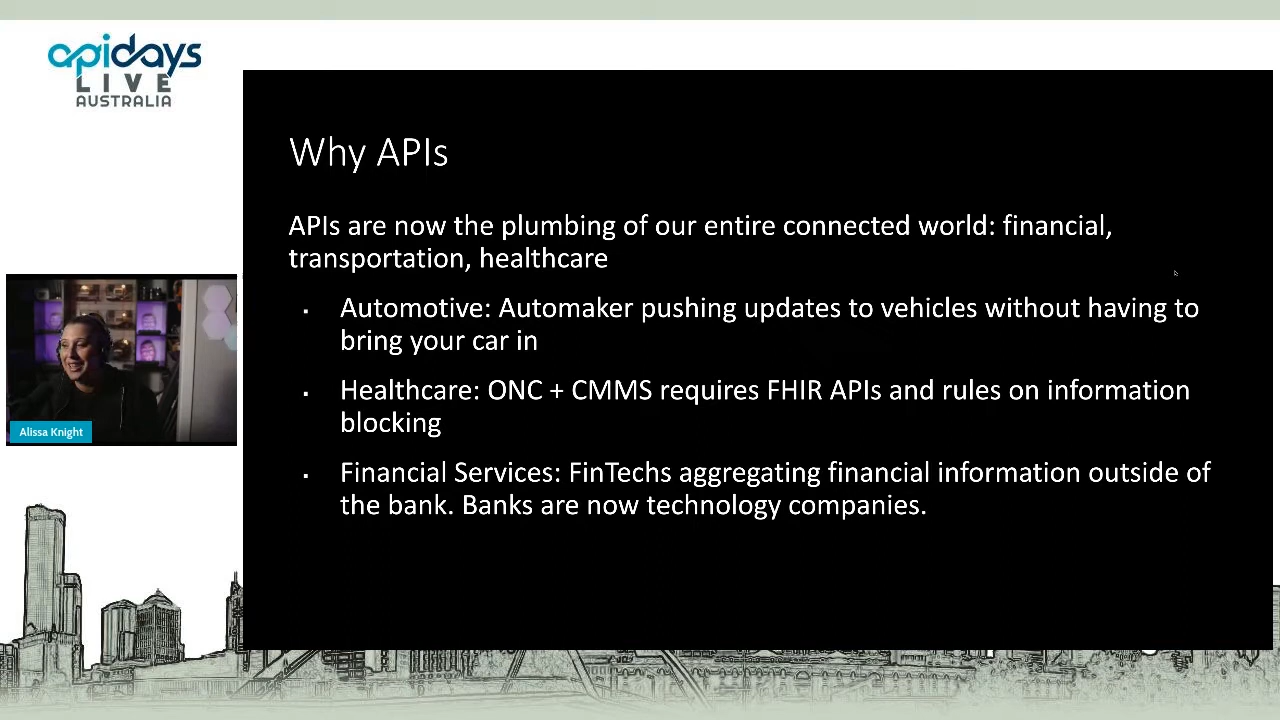 apidays
LIVE
AUSTRALIA
Why APIs
APIs are now the plumbing of our entire connected world: financial,
transportation, healthcare
▪ Automotive: Automaker pushing updates to vehicles without having to
bring your car in
▪ Healthcare: ONC + CMMS requires FHIR APIs and rules on information
blocking
▪ Financial Services: FinTechs aggregating financial information outside of
the bank. Banks are now technology companies.
Alissa Knight